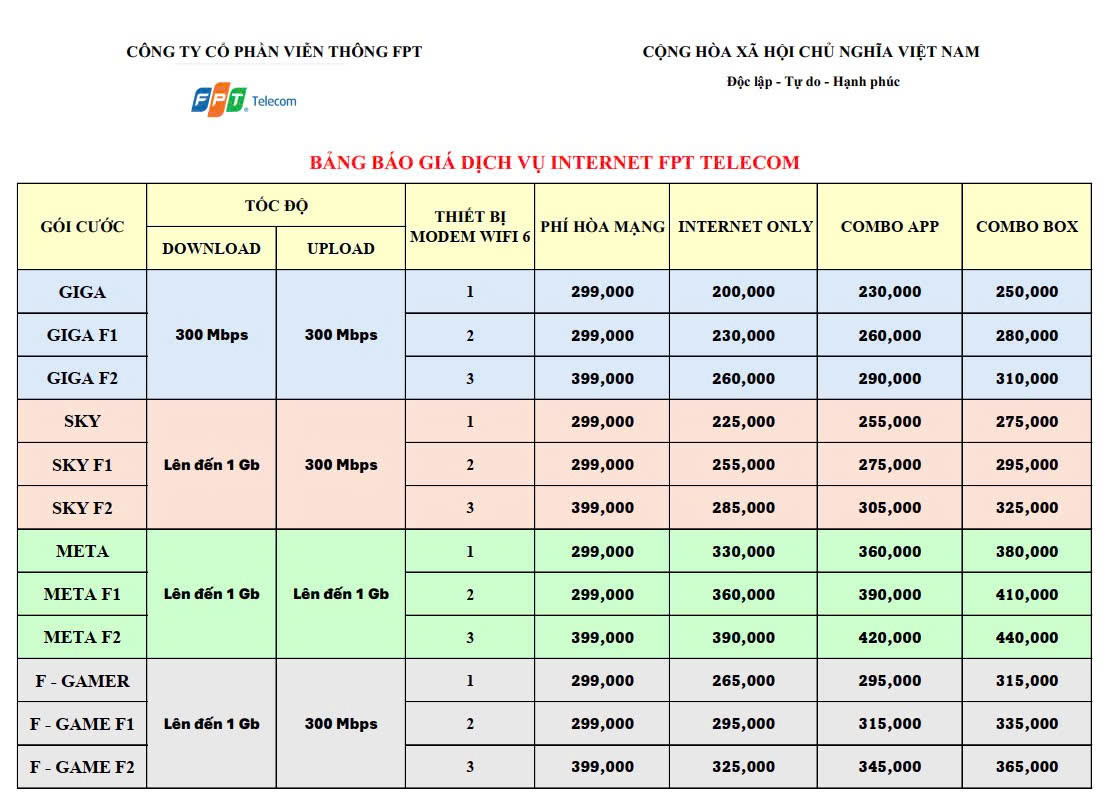 CÔNG TY CỔ PHẦN VIỄN THÔNG FPT
CỘNG HÒA XÃ HỘI CHỦ NGHĨA VIỆT NAM
Độc lập - Tự do - Hạnh phúc
FPT Telecom
BẢNG BÁO GIÁ DỊCH VỤ INTERNET FPT TELECOM
GÓI CƯỚC TỐC ĐỘ THIẾT BỊ MODEM WIFI 6 PHÍ HÒA MẠNG INTERNET ONLY COMBO APP COMBO BOX
DOWNLOAD UPLOAD
GIGA 300 Mbps 300 Mbps 1 299,000 200,000 230,000 250,000
GIGA F1 2 299,000 230,000 260,000 280,000
GIGA F2 3 399,000 260,000 290,000 310,000
SKY Lên đến 1 Gb 300 Mbps 1 299,000 225,000 255,000 275,000
SKY F1 2 299,000 255,000 275,000 295,000
SKY F2 3 399,000 285,000 305,000 325,000
META Lên đến 1 Gb Lên đến 1 Gb 1 299,000 330,000 360,000 380,000
META F1 2 299,000 360,000 390,000 410,000
META F2 3 399,000 390,000 420,000 440,000
F - GAMER Lên đến 1 Gb 300 Mbps 1 299,000 265,000 295,000 315,000
F - GAME F1 2 299,000 295,000 315,000 335,000
F - GAME F2 3 399,000 325,000 345,000 365,000